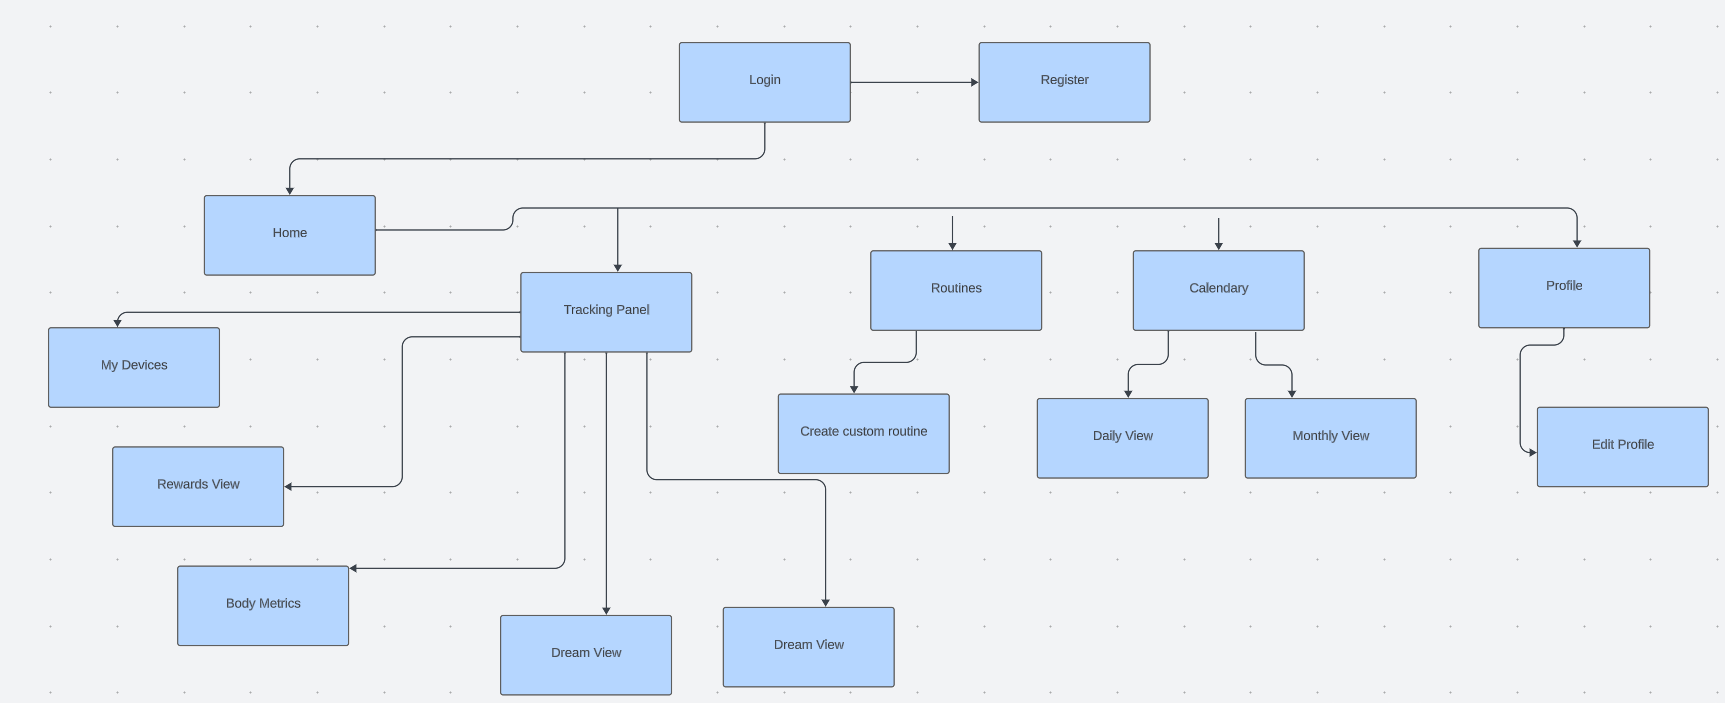 Login
Register
Home
Tracking Panel
Routines
Calendary
Profile
My Devices
Create custom routine
Daily View
Monthly View
Edit Profile
Rewards View
Body Metrics
Dream View
Dream View